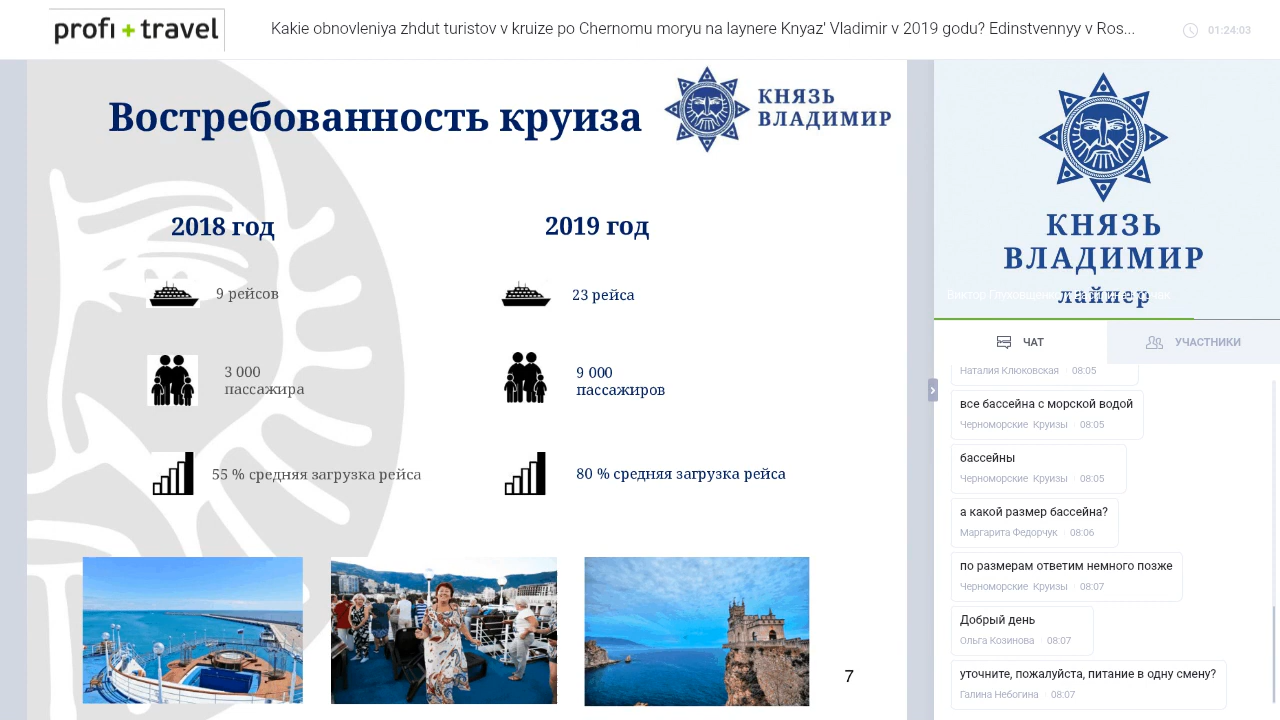 profi + travel
Kakie obnovleniya zhdut turistov v kruize po Chernomu moryu na laynere Knyaz' Vladimir v 2019 godu? Edinstvennyy v Ros...
01:24:03
Востребованность круиза
КНЯЗЬ
ВЛАДИМИР
2018 год
2019 год
9 рейсов
23 рейса
3 000
пассажира
9 000
пассажиров
55 % средняя загрузка рейса
80 % средняя загрузка рейса
7
КНЯЗЬ
ВЛАДИМИР
лайнер
ЧАТ
УЧАСТНИКИ
Наталия Клюковская · 08:05
все бассейна с морской водой
Черноморские Круизы · 08:05
бассейны
Черноморские Круизы · 08:05
а какой размер бассейна?
Маргарита Федорчук · 08:06
по размерам ответим немного позже
Черноморские Круизы · 08:07
Добрый день
Ольга Козинова · 08:07
уточните, пожалуйста, питание в одну смену?
Галина Небогина · 08:07